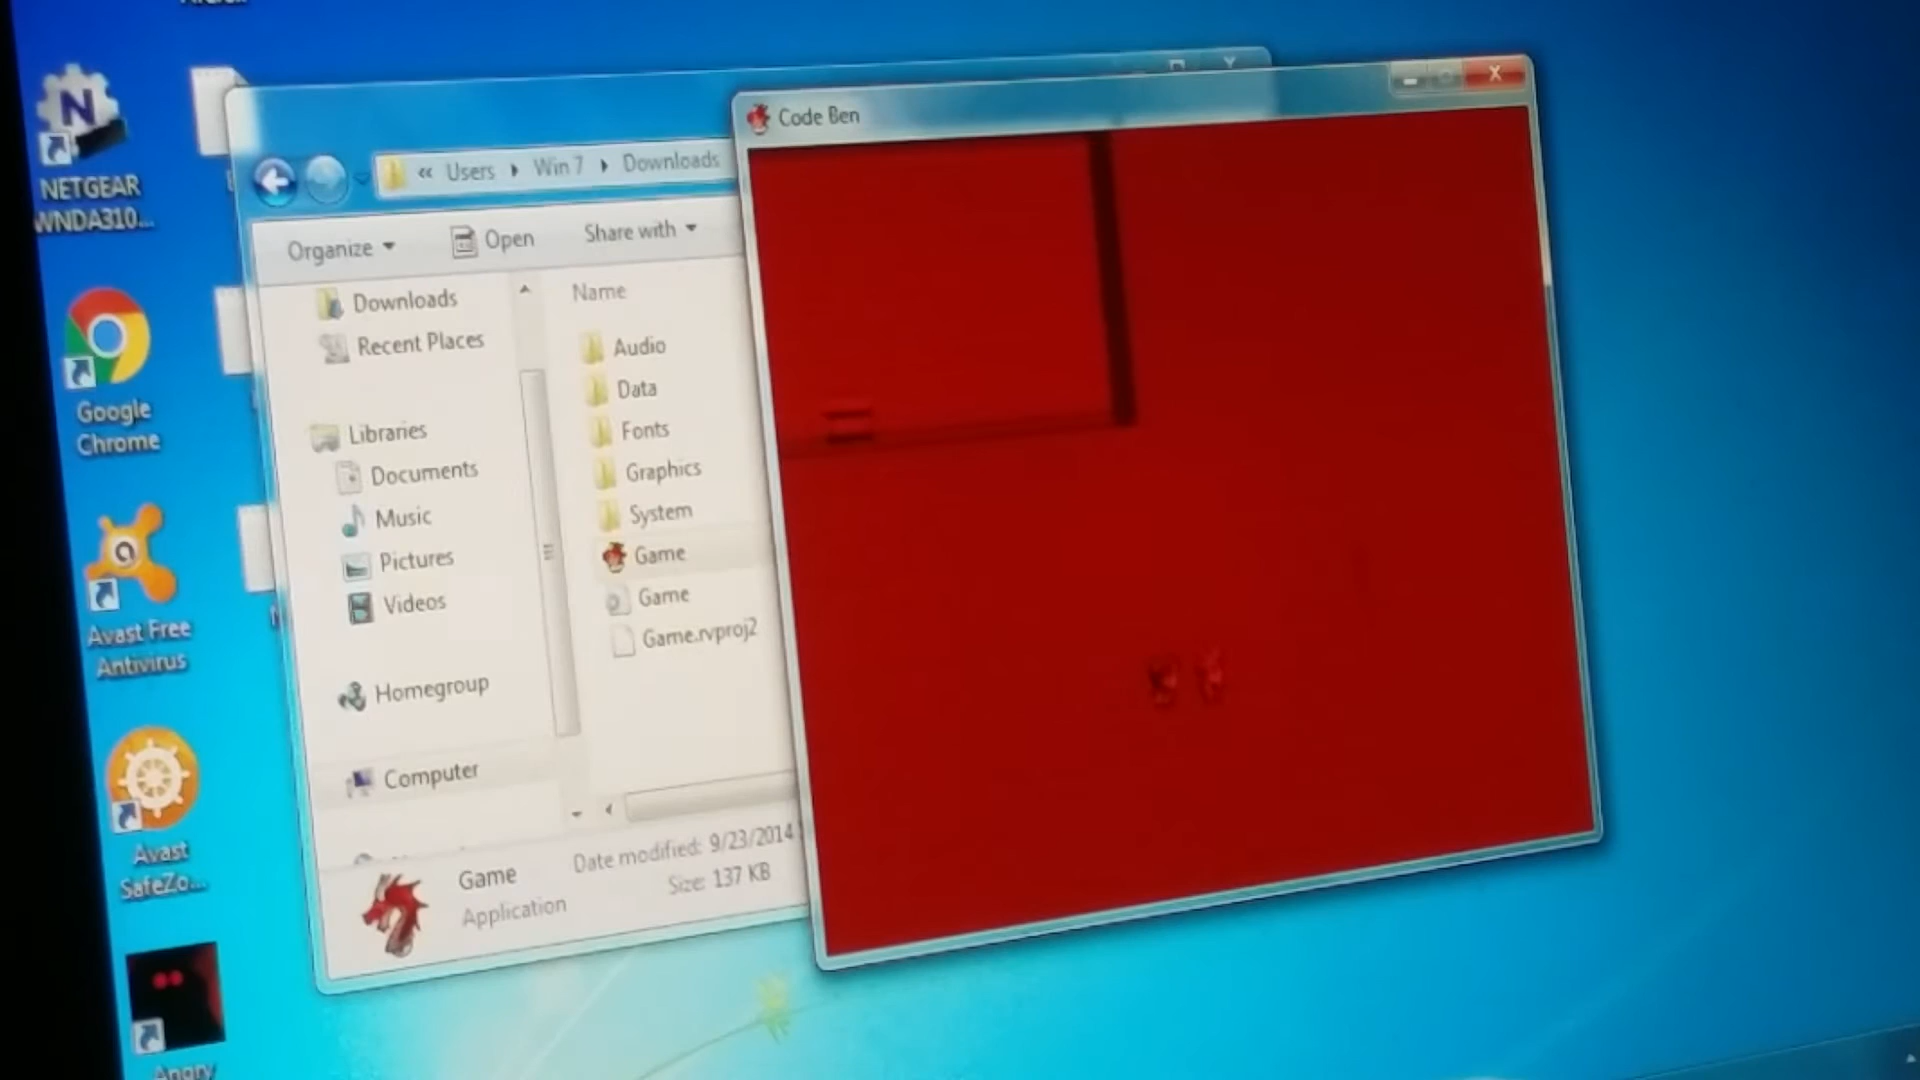 NETGEAR
WNDA310...
Google
Chrome
Avast Free
Antivirus
Avast
SafeZo...
Angry
« Users Win 7 Downloads
Organize Open Share with
Downloads
Recent Places
Libraries
Documents
Music
Pictures
Videos
Homegroup
Computer
Name
Audio
Data
Fonts
Graphics
System
Game
Game
Game.rvproj2
Game
Application
Date modified: 9/23/2014
Size: 137 KB
Code Ben